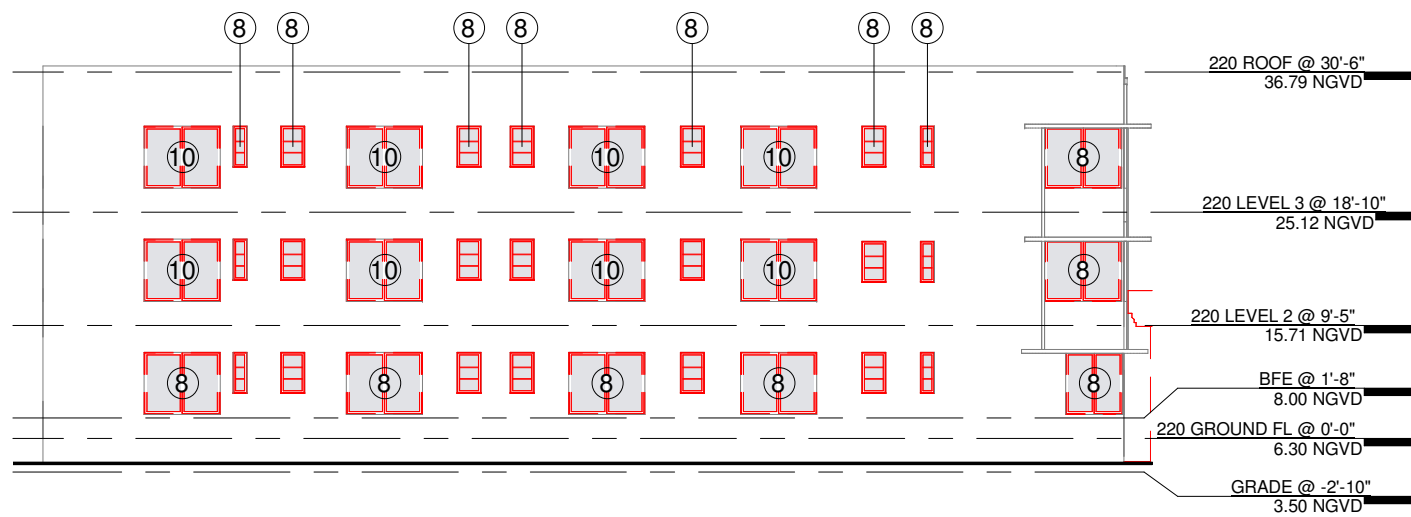 8 8 8 8 8 8 8
220 ROOF @ 30'-6"
36.79 NGVD
10 10 10 10 8
220 LEVEL 3 @ 18'-10"
25.12 NGVD
10 10 10 10 8
220 LEVEL 2 @ 9'-5"
15.71 NGVD
8 8 8 8 8
BFE @ 1'-8"
8.00 NGVD
220 GROUND FL @ 0'-0"
6.30 NGVD
GRADE @ -2'-10"
3.50 NGVD